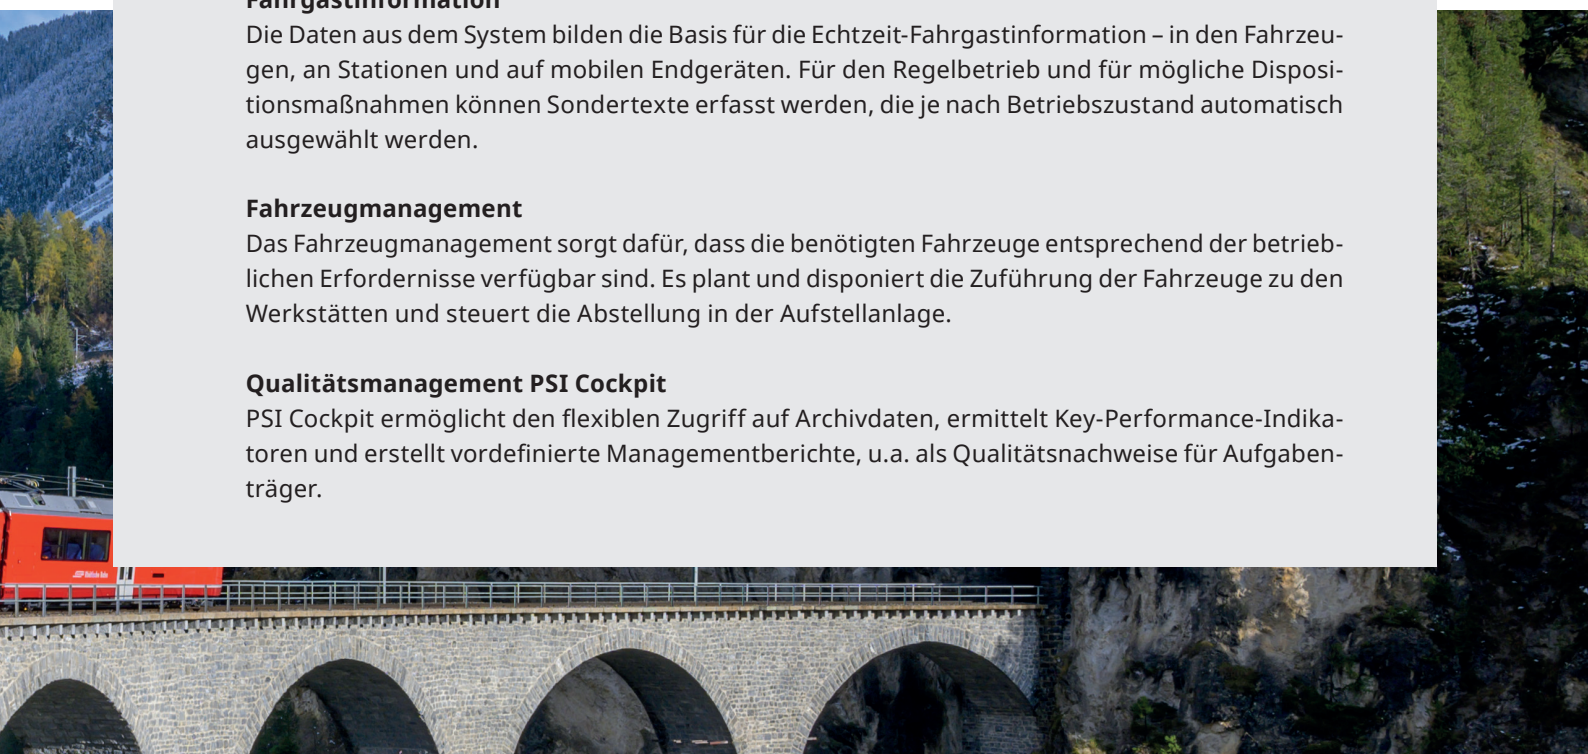 Fahrgastinformation
Die Daten aus dem System bilden die Basis für die Echtzeit-Fahrgastinformation – in den Fahrzeu-
gen, an Stationen und auf mobilen Endgeräten. Für den Regelbetrieb und für mögliche Disposi-
tionsmaßnahmen können Sondertexte erfasst werden, die je nach Betriebszustand automatisch
ausgewählt werden.
Fahrzeugmanagement
Das Fahrzeugmanagement sorgt dafür, dass die benötigten Fahrzeuge entsprechend der betrieb-
lichen Erfordernisse verfügbar sind. Es plant und disponiert die Zuführung der Fahrzeuge zu den
Werkstätten und steuert die Abstellung in der Aufstellanlage.
Qualitätsmanagement PSI Cockpit
PSI Cockpit ermöglicht den flexiblen Zugriff auf Archivdaten, ermittelt Key-Performance-Indika-
toren und erstellt vordefinierte Managementberichte, u.a. als Qualitätsnachweise für Aufgaben-
träger.